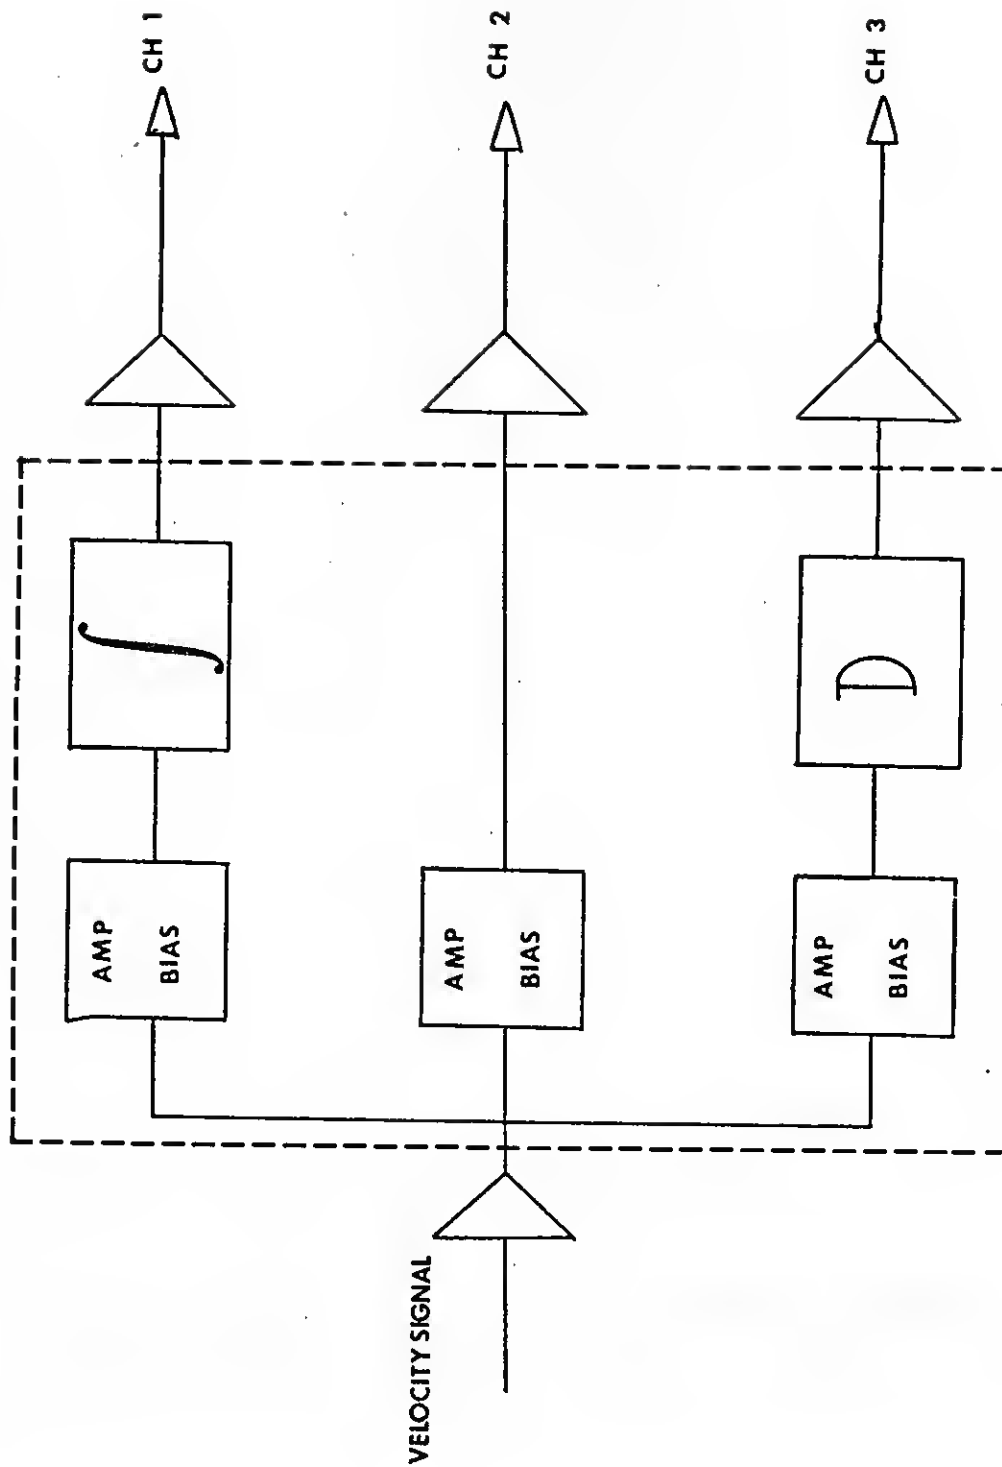 VELOCITY SIGNAL
AMP
BIAS
∫
CH 1
AMP
BIAS
CH 2
AMP
BIAS
D
CH 3